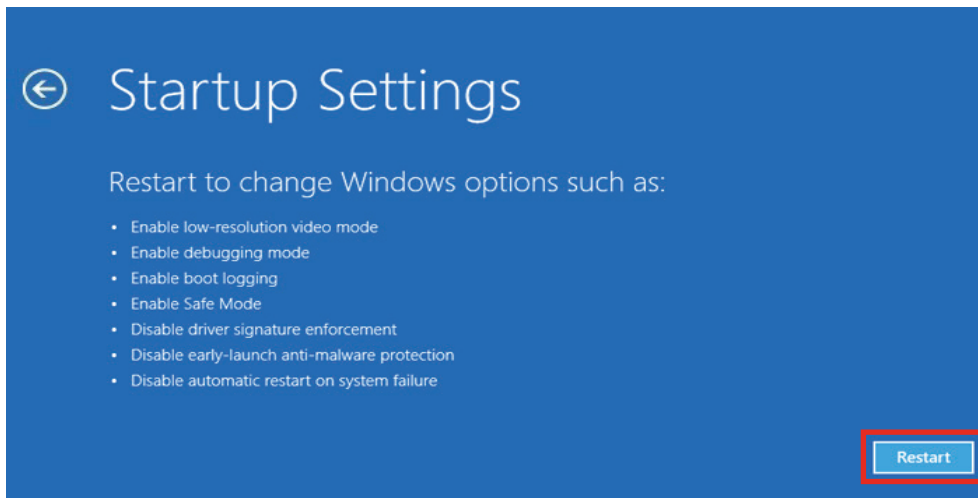 Startup Settings
Restart to change Windows options such as:
• Enable low-resolution video mode
• Enable debugging mode
• Enable boot logging
• Enable Safe Mode
• Disable driver signature enforcement
• Disable early-launch anti-malware protection
• Disable automatic restart on system failure
Restart